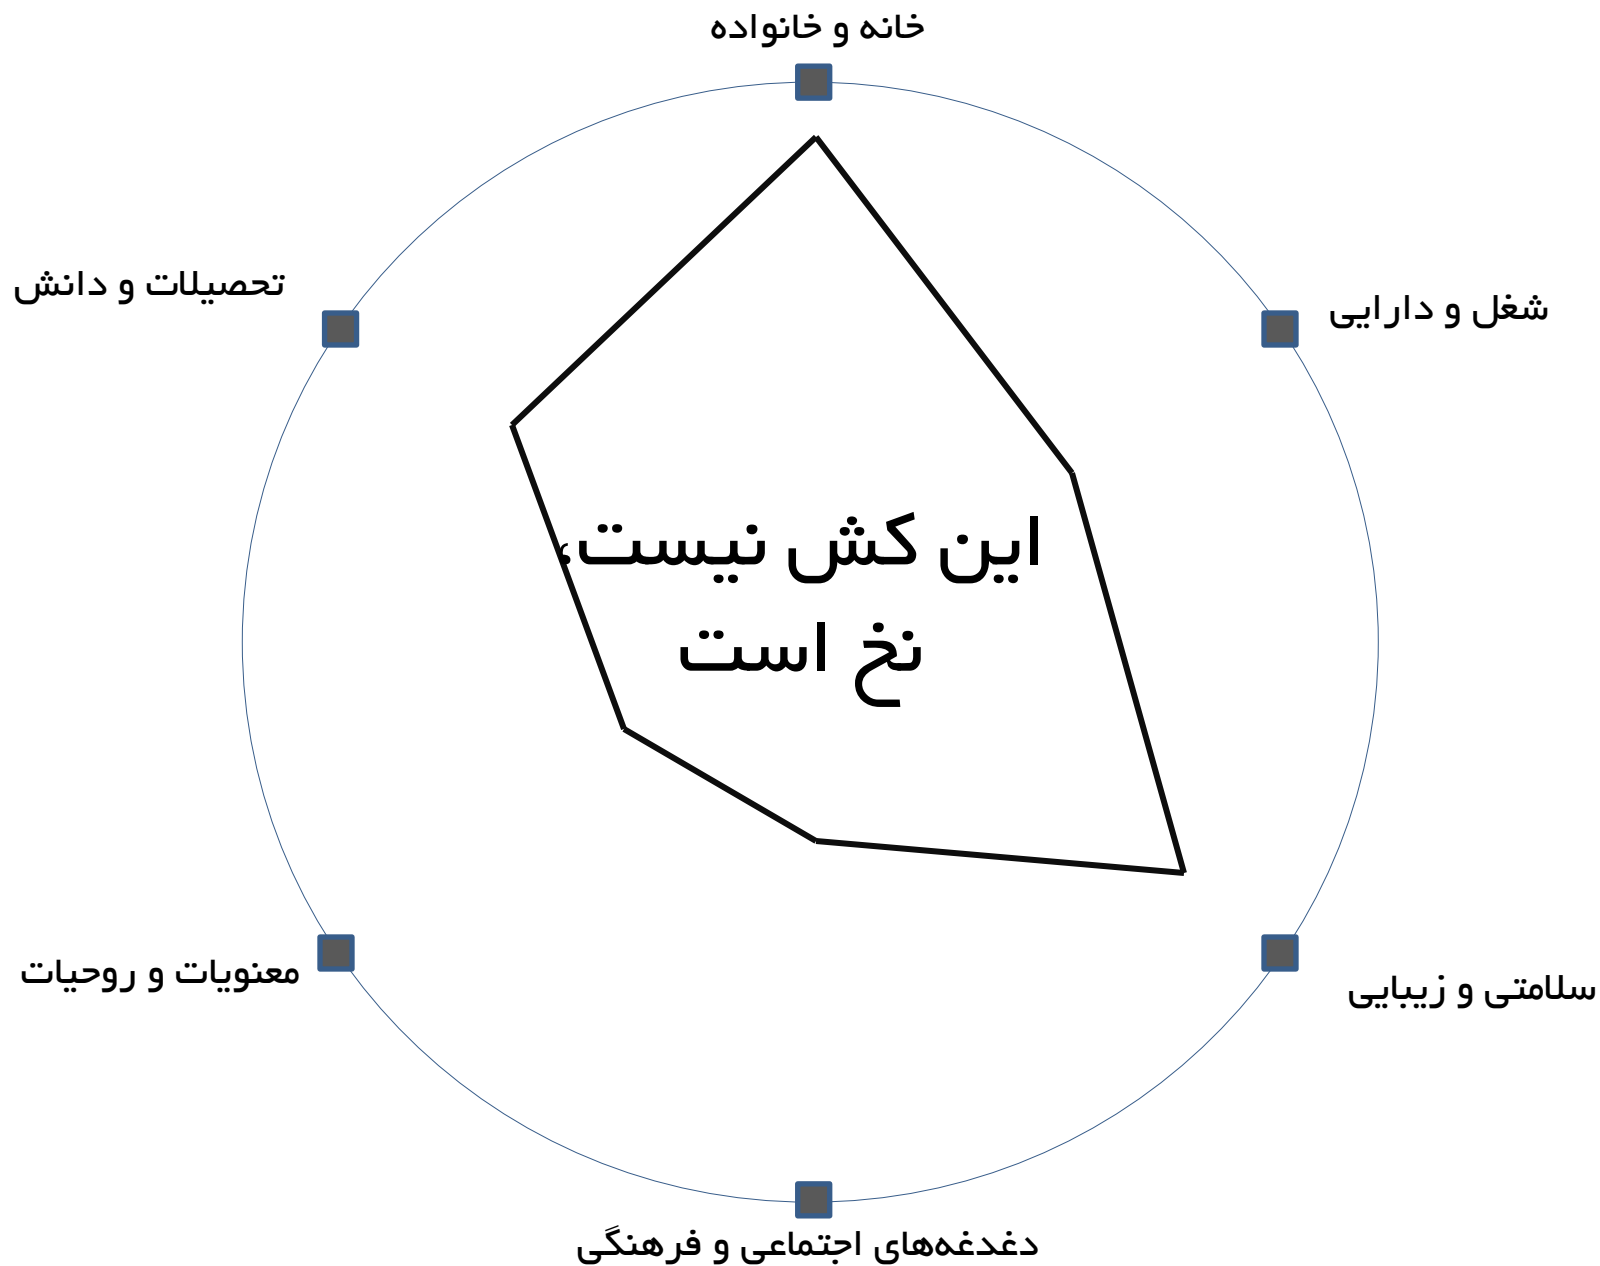 خانه و خانواده
تحصیلات و دانش
شغل و دارایی
این کش نیست،
نخ است
معنویات و روحیات
سلامتی و زیبایی
دغدغه‌های اجتماعی و فرهنگی